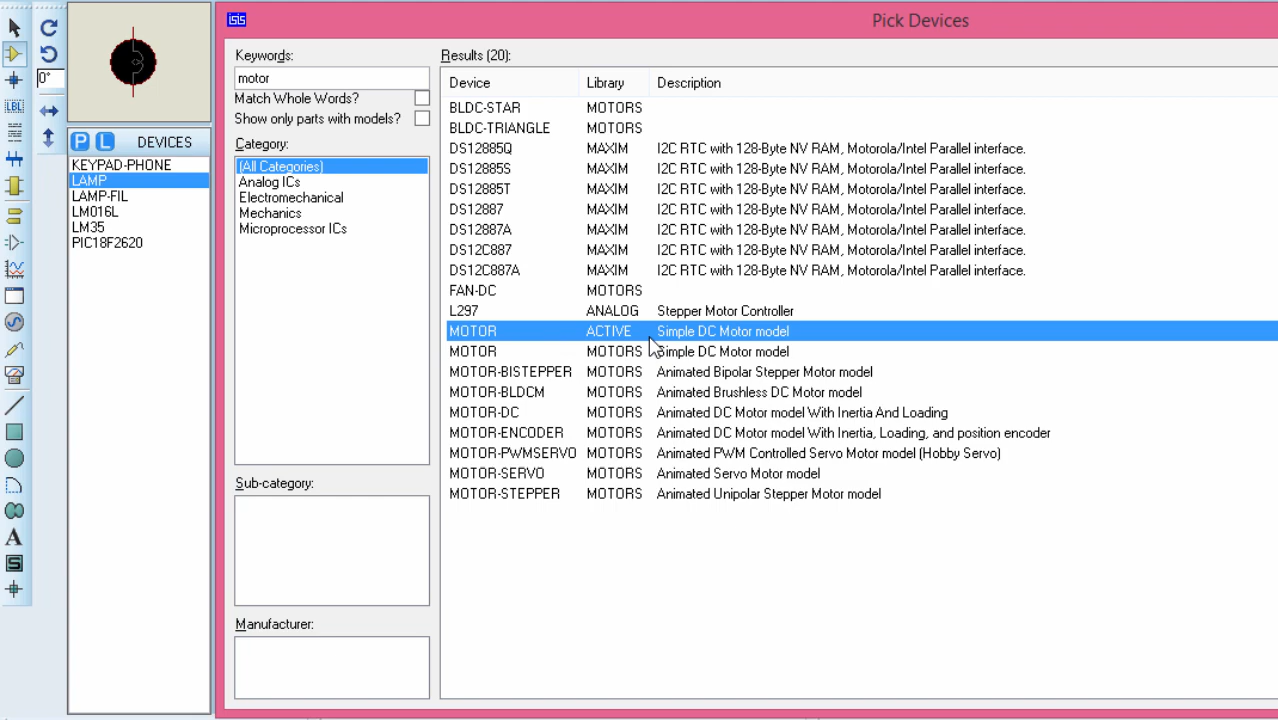 isis
Pick Devices
0°
LBL
P L DEVICES
KEYPAD-PHONE
LAMP
LAMP-FIL
LM016L
LM35
PIC18F2620
A
S
Keywords:
motor
Match Whole Words?
Show only parts with models?
Category:
(All Categories)
Analog ICs
Electromechanical
Mechanics
Microprocessor ICs
Sub-category:
Manufacturer:
Results (20):
Device Library Description
BLDC-STAR MOTORS
BLDC-TRIANGLE MOTORS
DS12885Q MAXIM I2C RTC with 128-Byte NV RAM, Motorola/Intel Parallel interface.
DS12885S MAXIM I2C RTC with 128-Byte NV RAM, Motorola/Intel Parallel interface.
DS12885T MAXIM I2C RTC with 128-Byte NV RAM, Motorola/Intel Parallel interface.
DS12887 MAXIM I2C RTC with 128-Byte NV RAM, Motorola/Intel Parallel interface.
DS12887A MAXIM I2C RTC with 128-Byte NV RAM, Motorola/Intel Parallel interface.
DS12C887 MAXIM I2C RTC with 128-Byte NV RAM, Motorola/Intel Parallel interface.
DS12C887A MAXIM I2C RTC with 128-Byte NV RAM, Motorola/Intel Parallel interface.
FAN-DC MOTORS
L297 ANALOG Stepper Motor Controller
MOTOR ACTIVE Simple DC Motor model
MOTOR MOTORS Simple DC Motor model
MOTOR-BISTEPPER MOTORS Animated Bipolar Stepper Motor model
MOTOR-BLDCM MOTORS Animated Brushless DC Motor model
MOTOR-DC MOTORS Animated DC Motor model With Inertia And Loading
MOTOR-ENCODER MOTORS Animated DC Motor model With Inertia, Loading, and position encoder
MOTOR-PWMSERVO MOTORS Animated PWM Controlled Servo Motor model (Hobby Servo)
MOTOR-SERVO MOTORS Animated Servo Motor model
MOTOR-STEPPER MOTORS Animated Unipolar Stepper Motor model